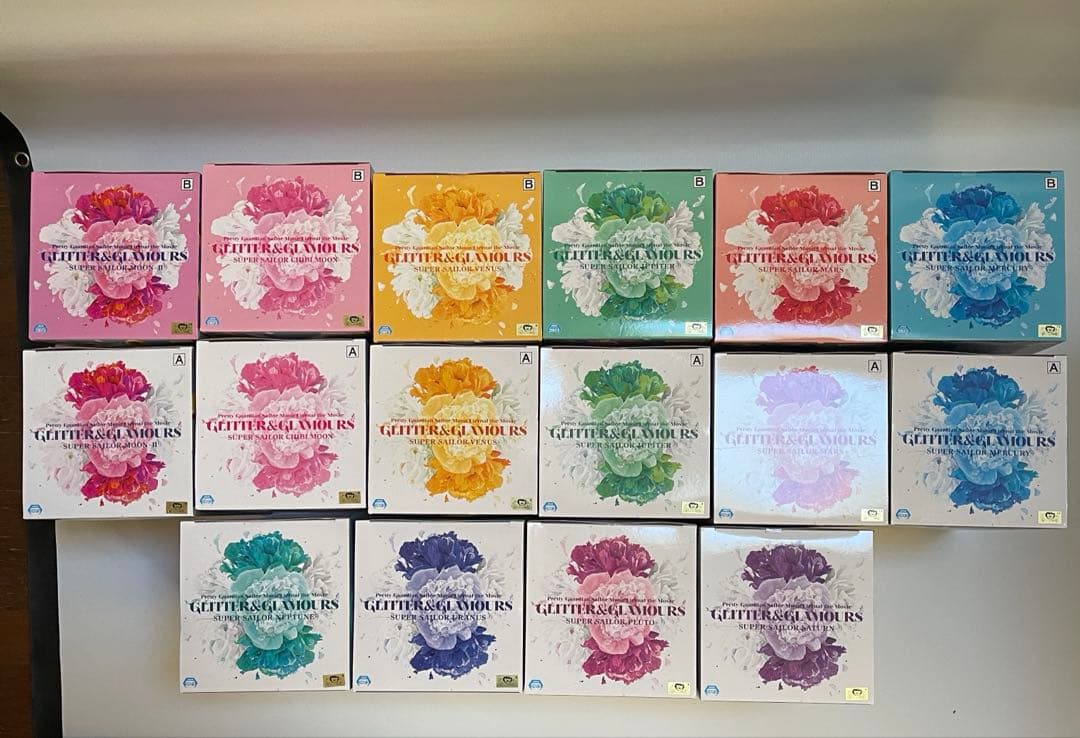 B
Pretty Guardian Sailor Moon Eternal the Movie
GLITTER&GLAMOURS
SUPER SAILOR MOON -II
B
Pretty Guardian Sailor Moon Eternal the Movie
GLITTER&GLAMOURS
SUPER SAILOR CHIBI MOON
B
Pretty Guardian Sailor Moon Eternal the Movie
GLITTER&GLAMOURS
SUPER SAILOR VENUS
B
Pretty Guardian Sailor Moon Eternal the Movie
GLITTER&GLAMOURS
SUPER SAILOR JUPITER
B
Pretty Guardian Sailor Moon Eternal the Movie
GLITTER&GLAMOURS
SUPER SAILOR MARS
B
Pretty Guardian Sailor Moon Eternal the Movie
GLITTER&GLAMOURS
SUPER SAILOR MERCURY
A
Pretty Guardian Sailor Moon Eternal the Movie
GLITTER&GLAMOURS
SUPER SAILOR MOON -II
A
Pretty Guardian Sailor Moon Eternal the Movie
GLITTER&GLAMOURS
SUPER SAILOR CHIBI MOON
A
Pretty Guardian Sailor Moon Eternal the Movie
GLITTER&GLAMOURS
SUPER SAILOR VENUS
A
Pretty Guardian Sailor Moon Eternal the Movie
GLITTER&GLAMOURS
SUPER SAILOR JUPITER
A
Pretty Guardian Sailor Moon Eternal the Movie
GLITTER&GLAMOURS
SUPER SAILOR MARS
A
Pretty Guardian Sailor Moon Eternal the Movie
GLITTER&GLAMOURS
SUPER SAILOR MERCURY
Pretty Guardian Sailor Moon Eternal the Movie
GLITTER&GLAMOURS
SUPER SAILOR NEPTUNE
Pretty Guardian Sailor Moon Eternal the Movie
GLITTER&GLAMOURS
SUPER SAILOR URANUS
Pretty Guardian Sailor Moon Eternal the Movie
GLITTER&GLAMOURS
SUPER SAILOR PLUTO
Pretty Guardian Sailor Moon Eternal the Movie
GLITTER&GLAMOURS
SUPER SAILOR SATURN